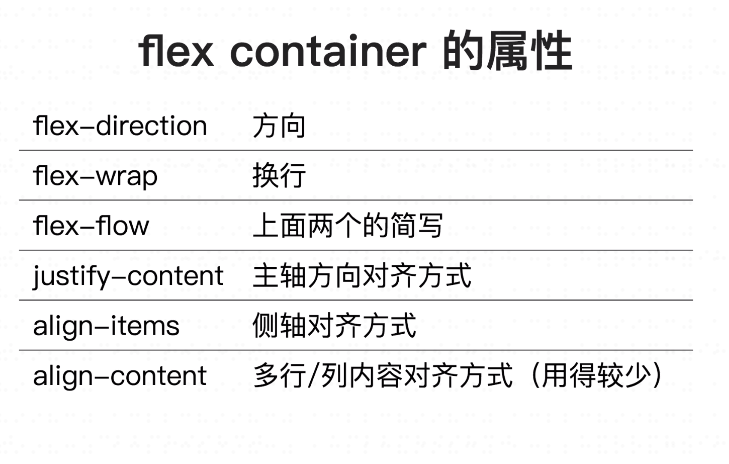 flex container 的属性
flex-direction 方向
flex-wrap 换行
flex-flow 上面两个的简写
justify-content 主轴方向对齐方式
align-items 侧轴对齐方式
align-content 多行/列内容对齐方式（用得较少）